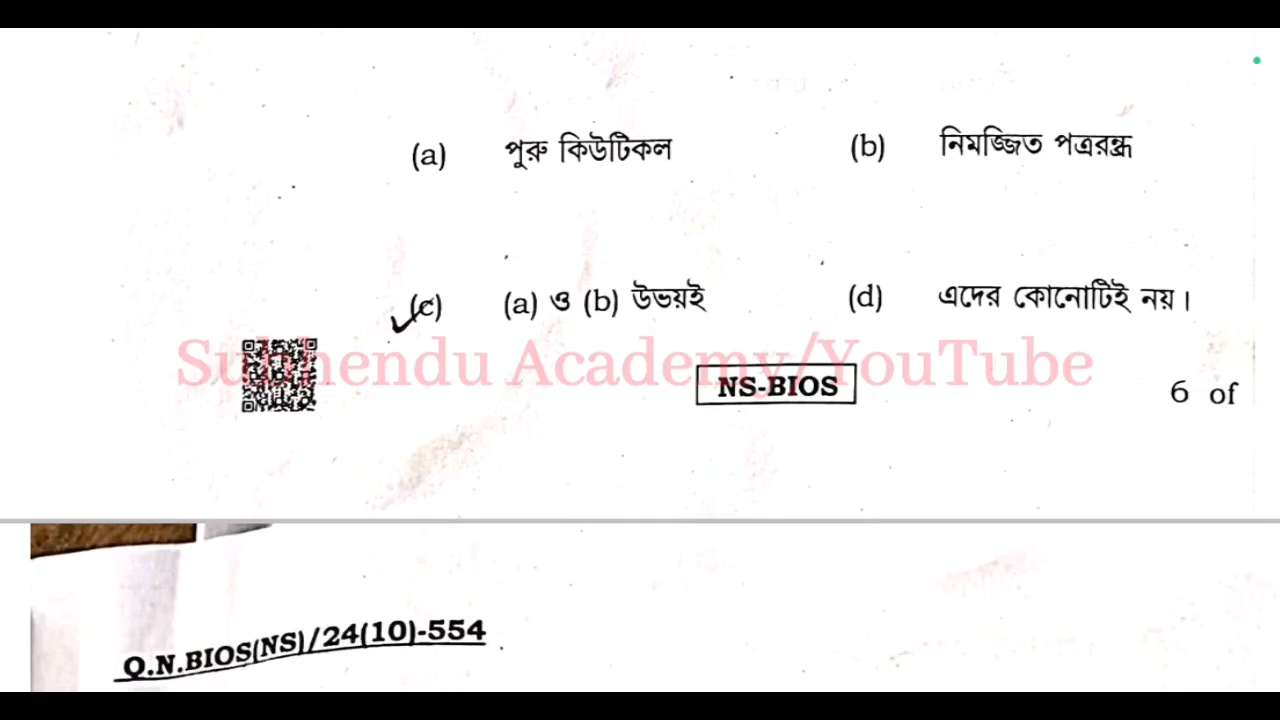 (a) পুরু কিউটিকল (b) নিমজ্জিত পত্ররন্ধ্র
(c) (a) ও (b) উভয়ই (d) এদের কোনোটিই নয়।
Subhendu Academy/YouTube
NS-BIOS
6 of
Q.N.BIOS(NS)/24(10)-554